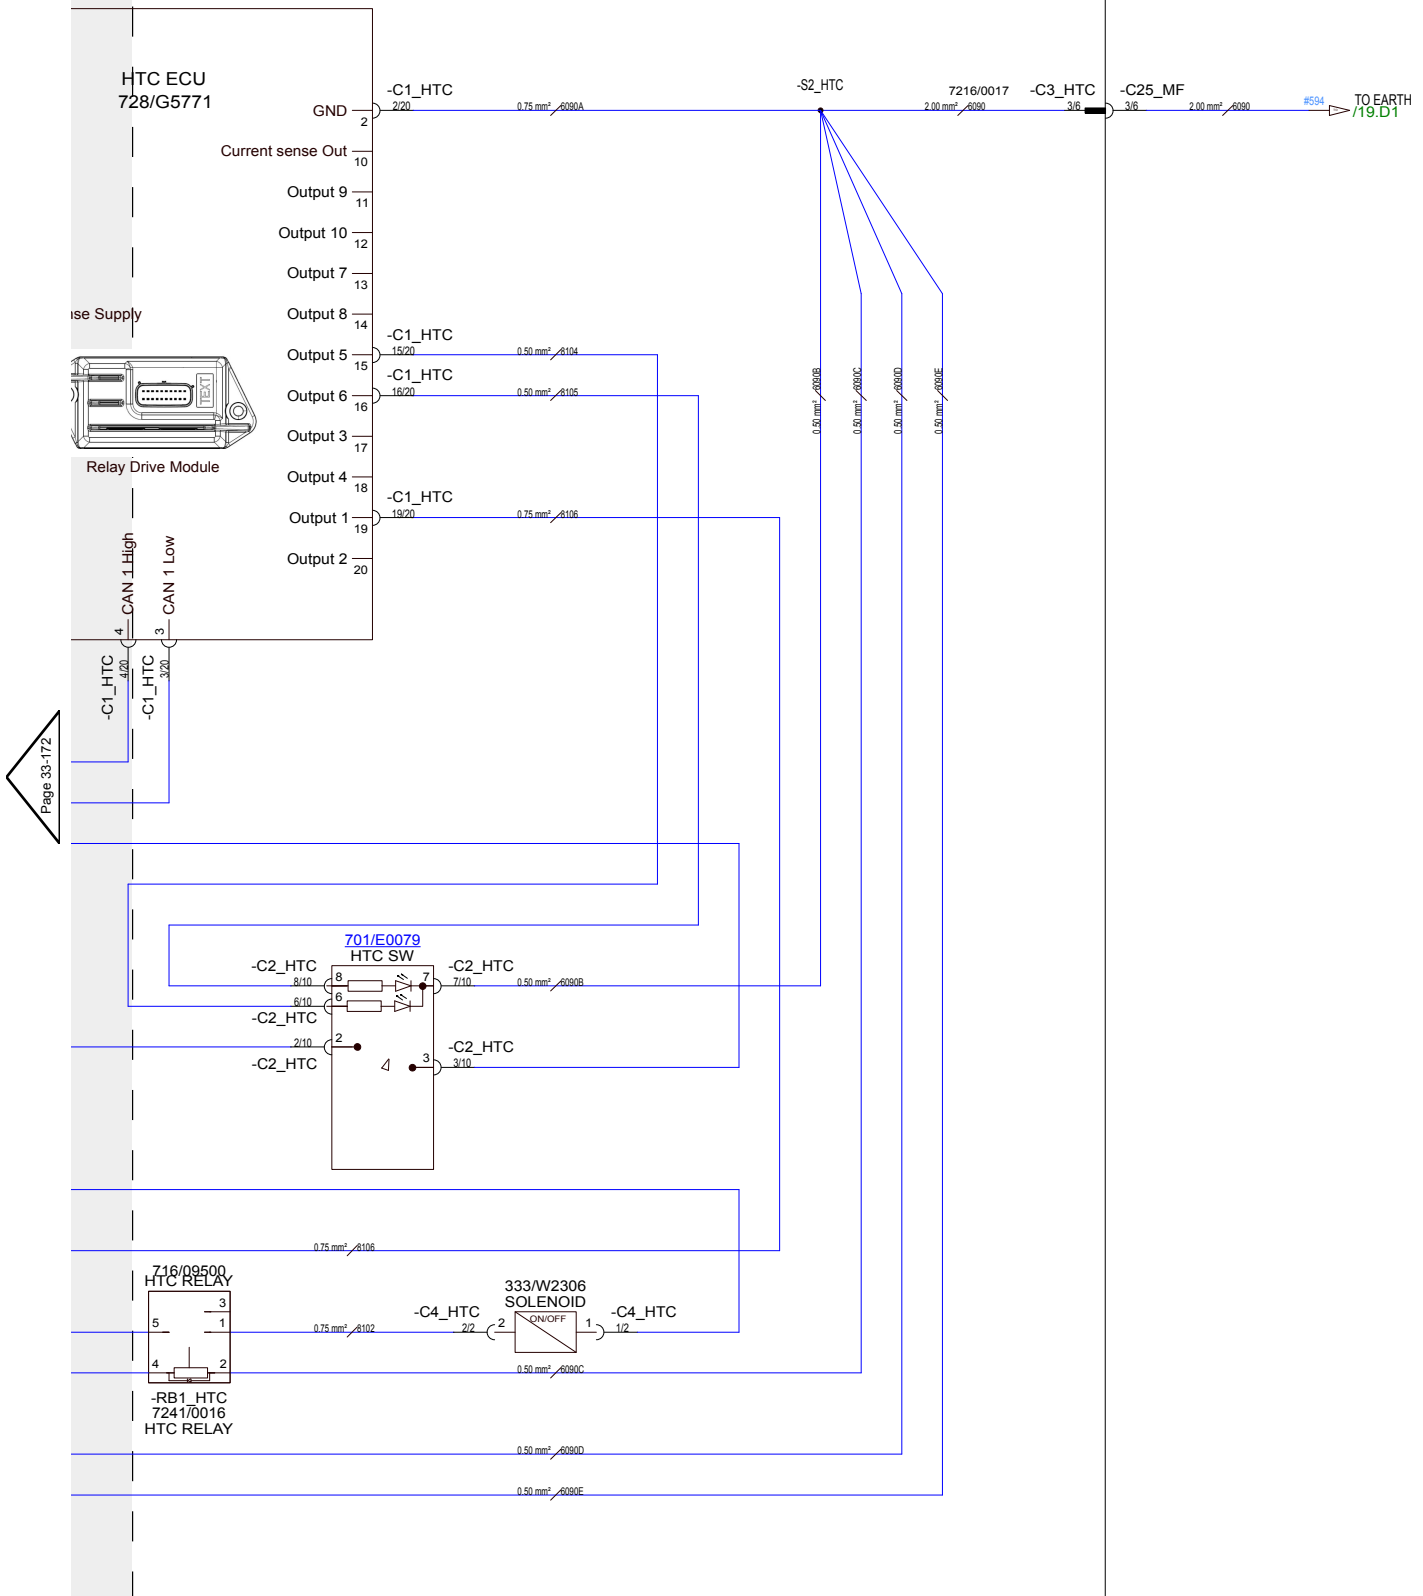 HTC ECU
728/G5771
-C1_HTC
2/20
0.75 mm² 6090A
-S2_HTC
7216/0017
2.00 mm² 6090
-C3_HTC
3/6
-C25_MF
3/6
2.00 mm² 6090
#594
TO EARTH
/19.D1
GND
2
Current sense Out
10
Output 9
11
Output 10
12
Output 7
13
nse Supply
Output 8
14
Output 5
15
-C1_HTC
15/20
0.50 mm² 8104
Output 6
16
-C1_HTC
16/20
0.50 mm² 8105
TEXT
Relay Drive Module
Output 3
17
Output 4
18
Output 1
19
-C1_HTC
19/20
0.75 mm² 8106
Output 2
20
0.50 mm² 6090B
0.50 mm² 6090C
0.50 mm² 6090D
0.50 mm² 6090E
CAN 1 High
CAN 1 Low
4
3
4/20
3/20
-C1_HTC
-C1_HTC
Page 33-172
701/E0079
HTC SW
-C2_HTC
8/10
8
7
-C2_HTC
7/10
0.50 mm² 6090B
6/10
6
-C2_HTC
2/10
2
-C2_HTC
-C2_HTC
3
3/10
0.75 mm² 8106
716/09500
HTC RELAY
3
5
1
4
2
0.75 mm² 8102
-C4_HTC
2/2
2
333/W2306
SOLENOID
ON/OFF
1
-C4_HTC
1/2
0.50 mm² 6090C
-RB1_HTC
7241/0016
HTC RELAY
0.50 mm² 6090D
0.50 mm² 6090E